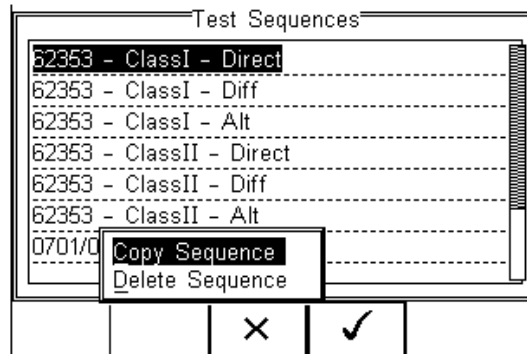 Test Sequences
62353 - ClassI - Direct
62353 - ClassI - Diff
62353 - ClassI - Alt
62353 - ClassII - Direct
62353 - ClassII - Diff
62353 - ClassII - Alt
0701/0
Copy Sequence
Delete Sequence